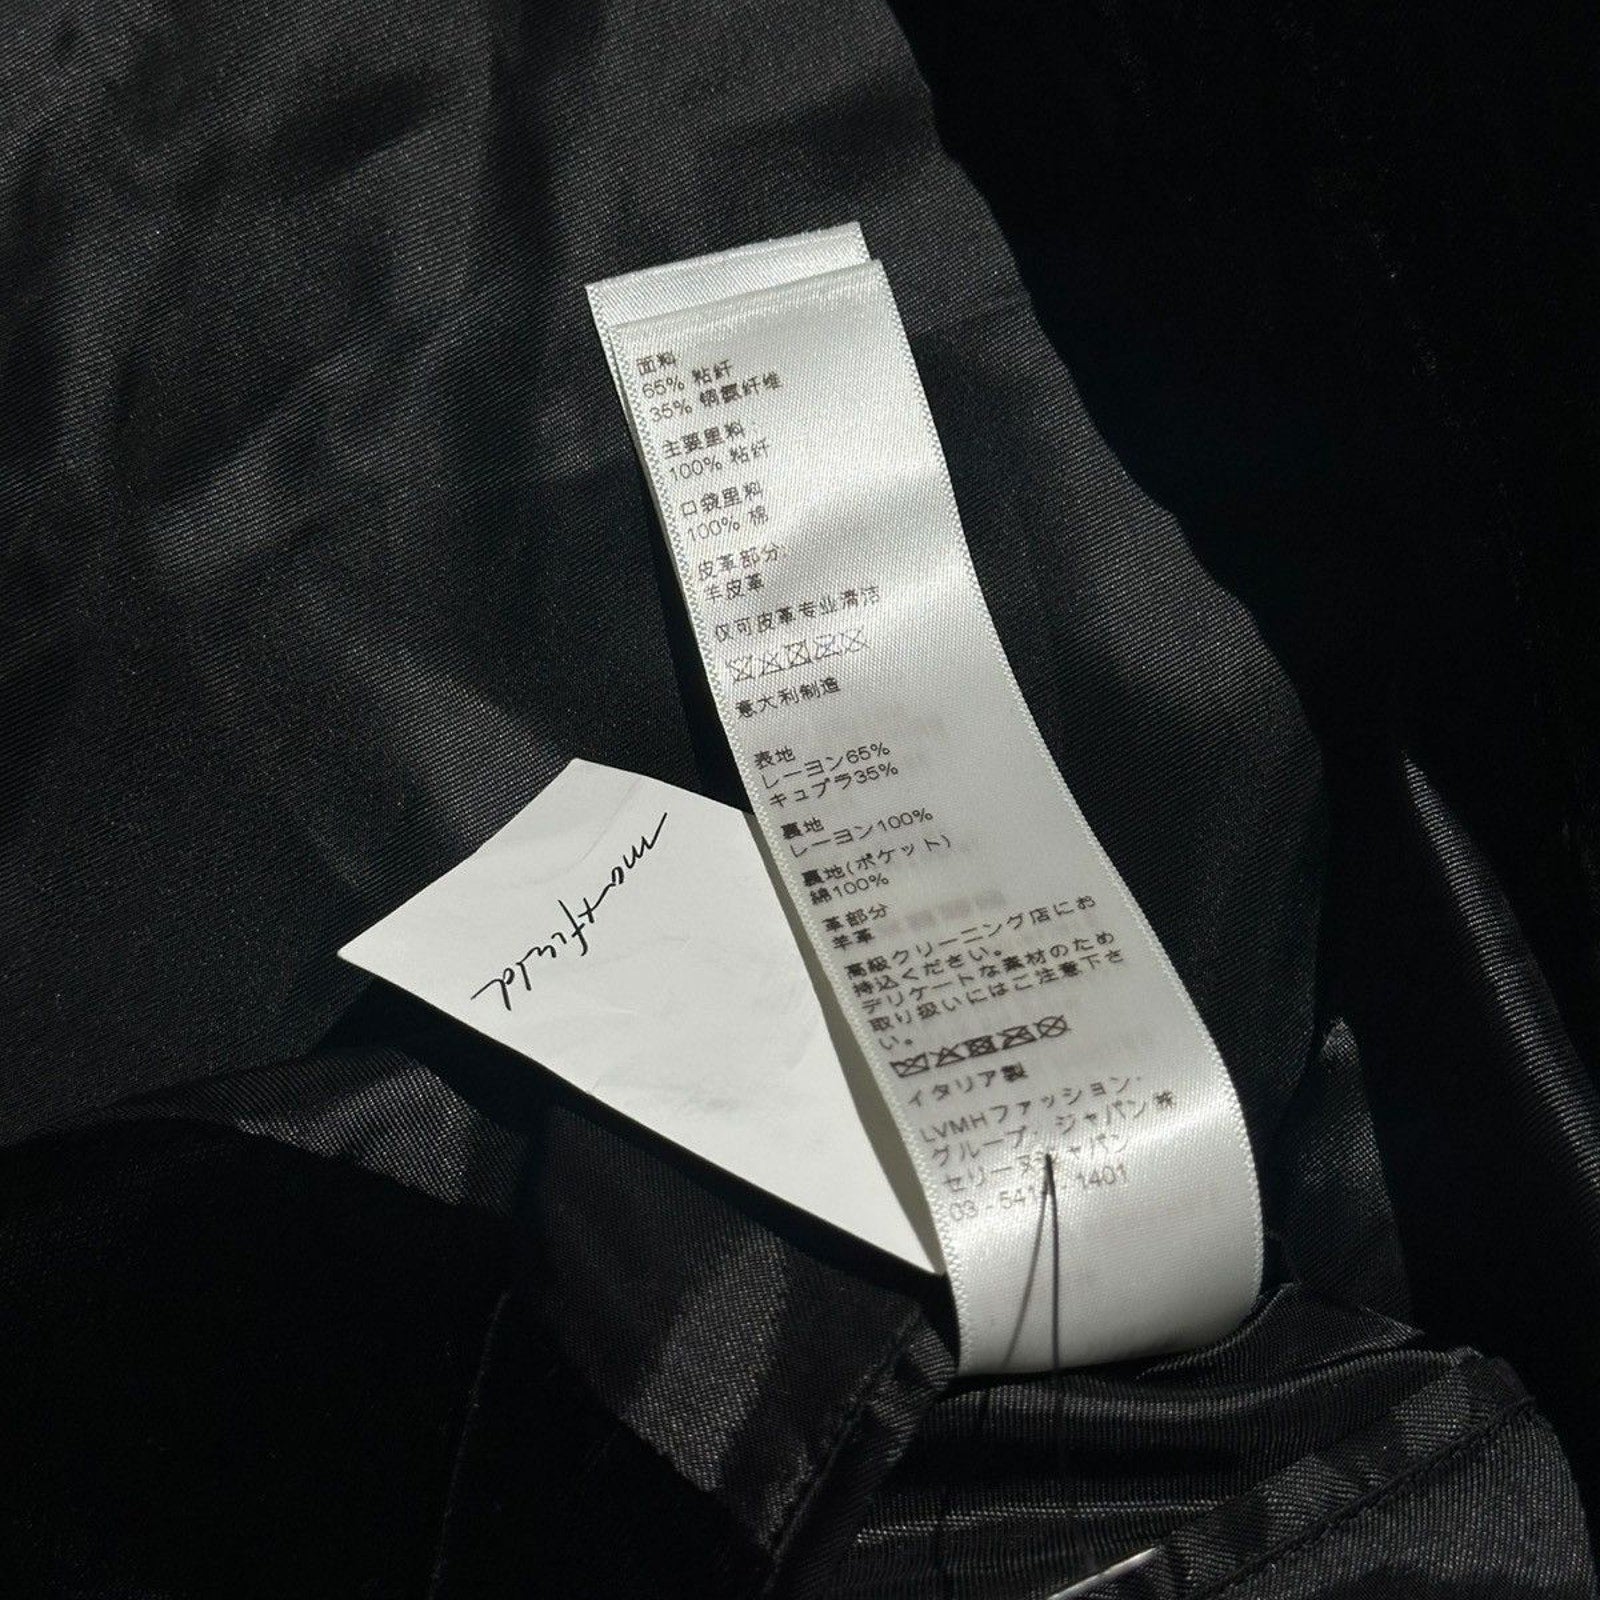 面料
65% 粘纤
35% 铜氨纤维
主要里料
100% 粘纤
口袋里料
100% 棉
皮革部分:
羊皮革
仅可皮革专业清洁
意大利制造
表地
レーヨン65%
キュプラ35%
裏地
レーヨン100%
裏地(ポケット)
綿100%
革部分
羊革
高級クリーニング店にお
持込ください。
デリケートな素材のため
取り扱いにはご注意下さ
い。
イタリア製
LVMHファッション・
グループ・ジャパン㈱
セリーヌジャパン
1401